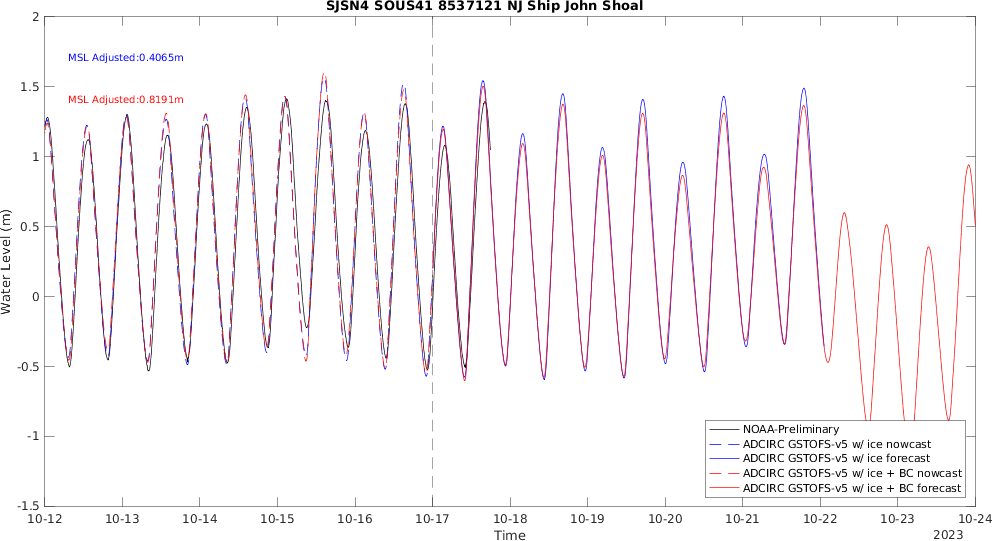 SJSN4 SOUS41 8537121 NJ Ship John Shoal
MSL Adjusted:0.4065m
MSL Adjusted:0.8191m
Water Level (m)
2
1.5
1
0.5
0
-0.5
-1
-1.5
NOAA-Preliminary
ADCIRC GSTOFS-v5 w/ ice nowcast
ADCIRC GSTOFS-v5 w/ ice forecast
ADCIRC GSTOFS-v5 w/ ice + BC nowcast
ADCIRC GSTOFS-v5 w/ ice + BC forecast
10-12 10-13 10-14 10-15 10-16 10-17 10-18 10-19 10-20 10-21 10-22 10-23 10-24
Time
2023